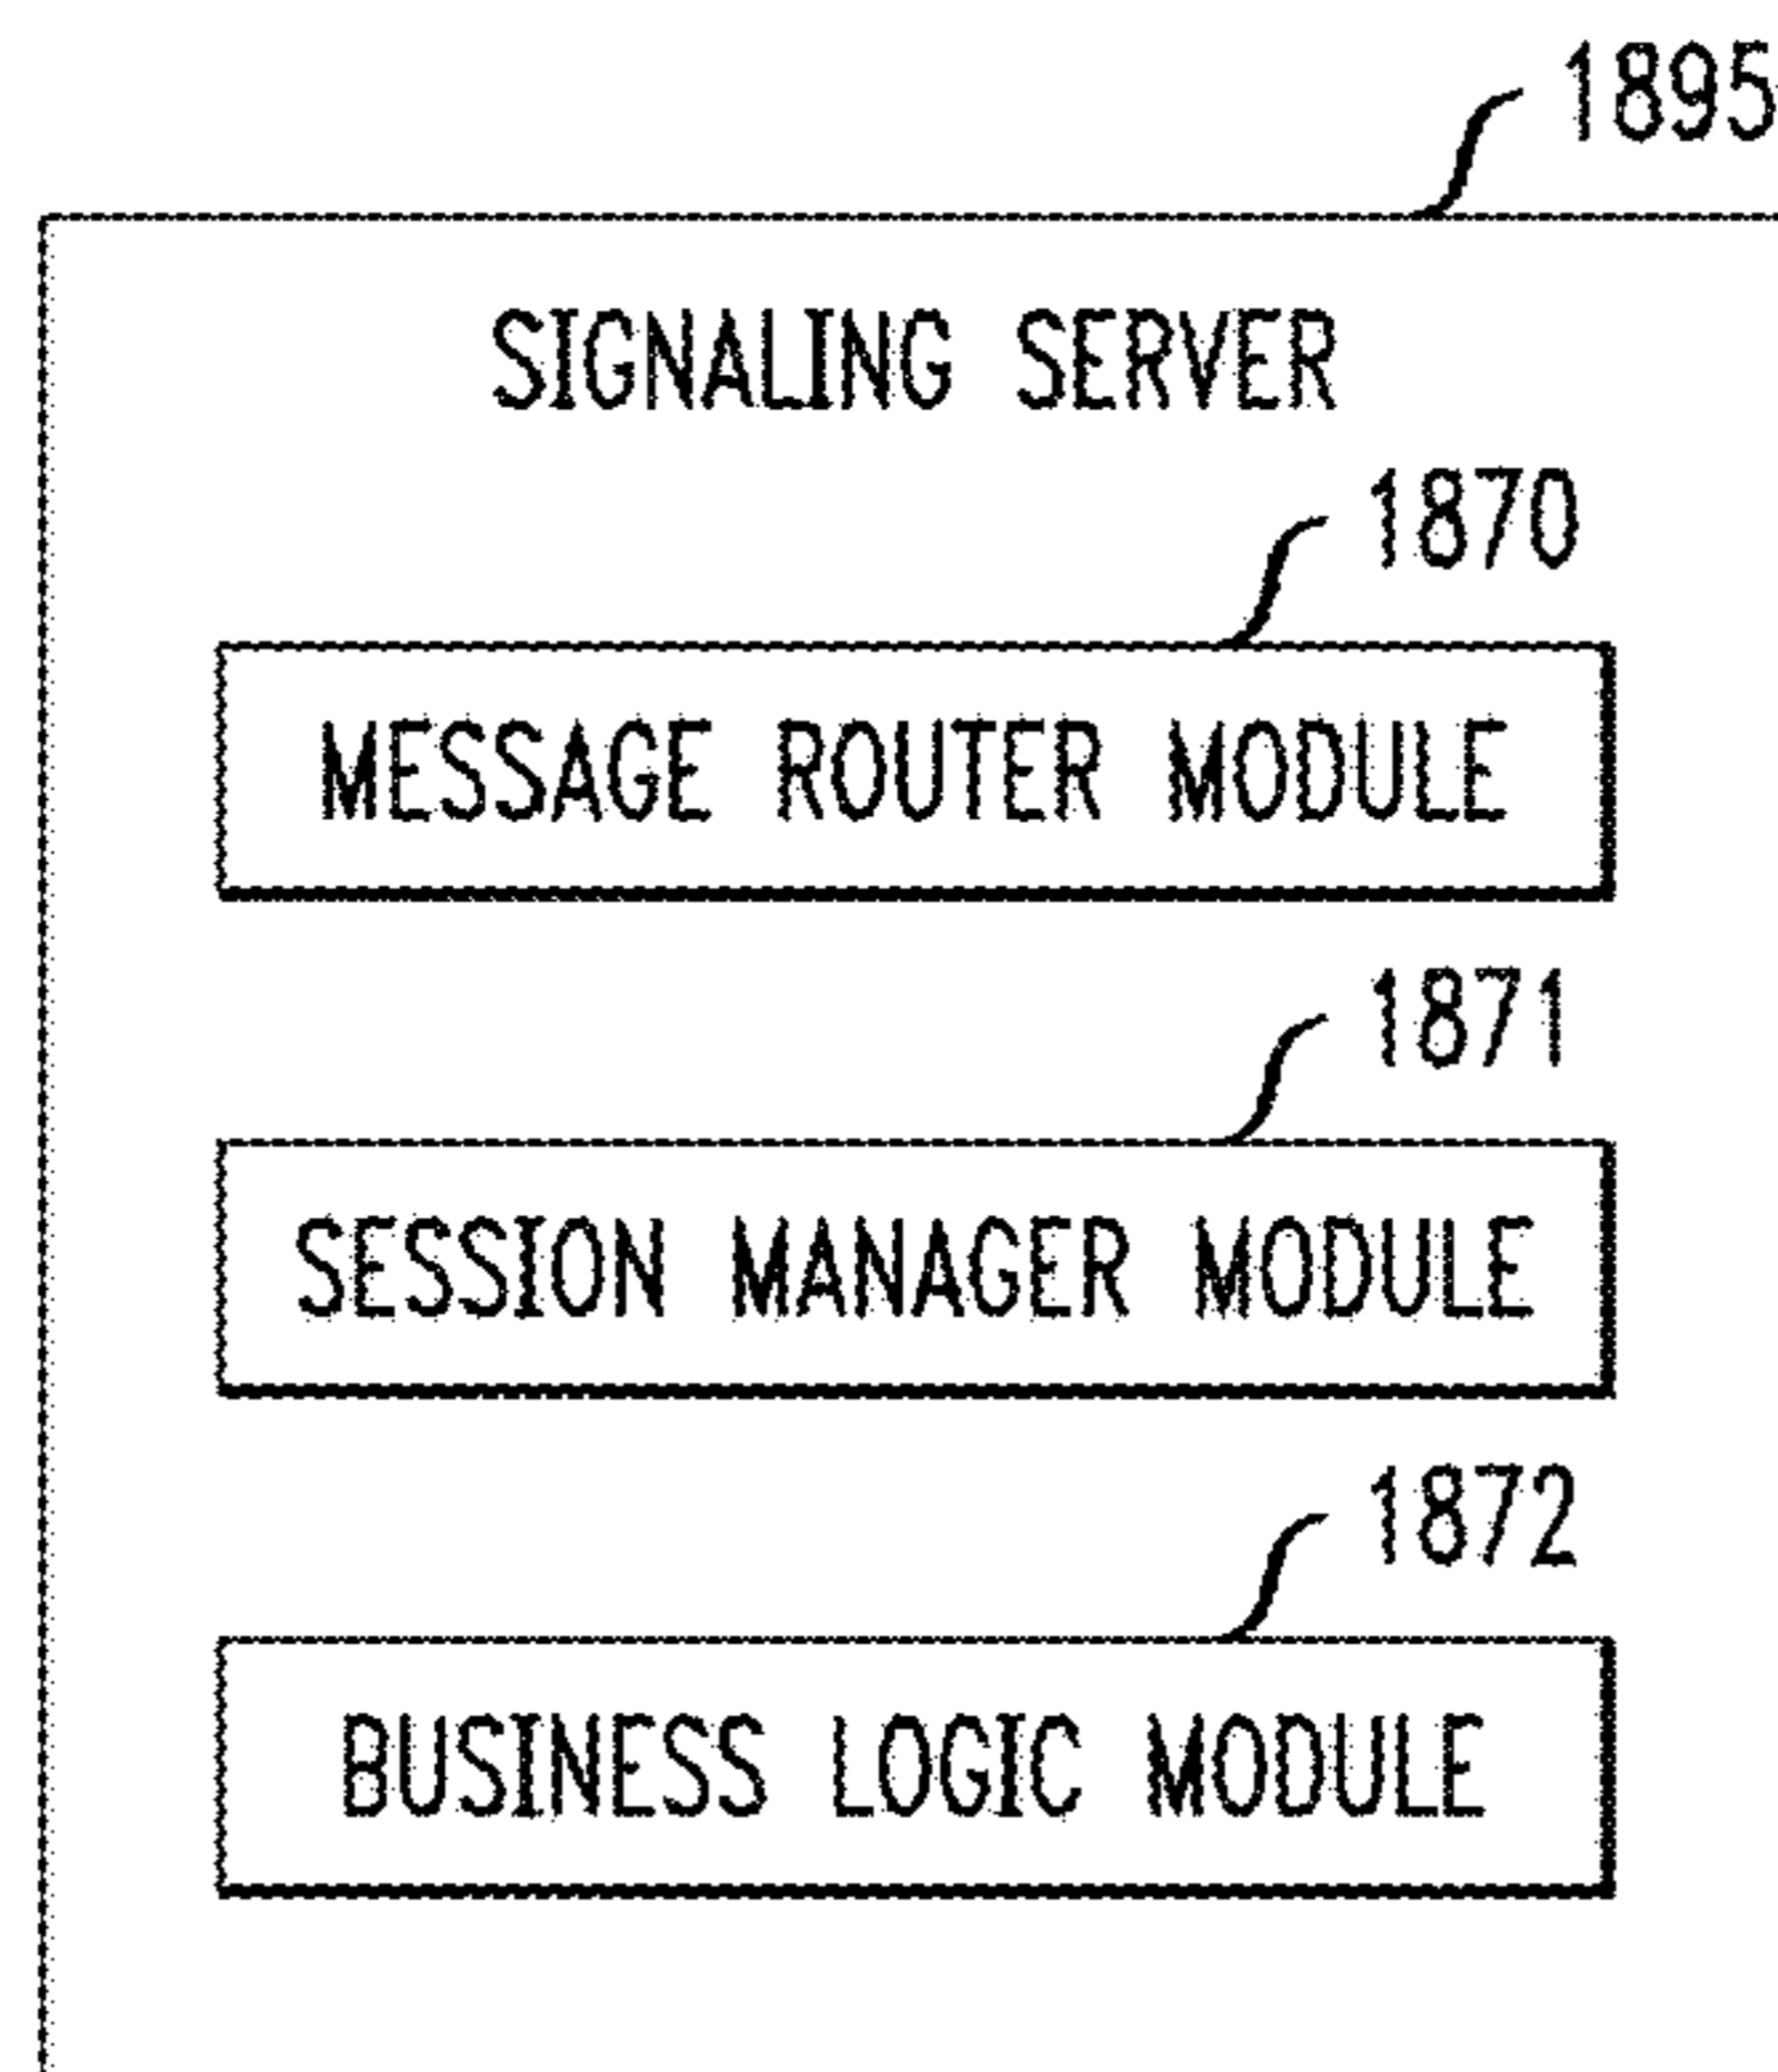 1895
SIGNALING SERVER
1870
MESSAGE ROUTER MODULE
1871
SESSION MANAGER MODULE
1872
BUSINESS LOGIC MODULE